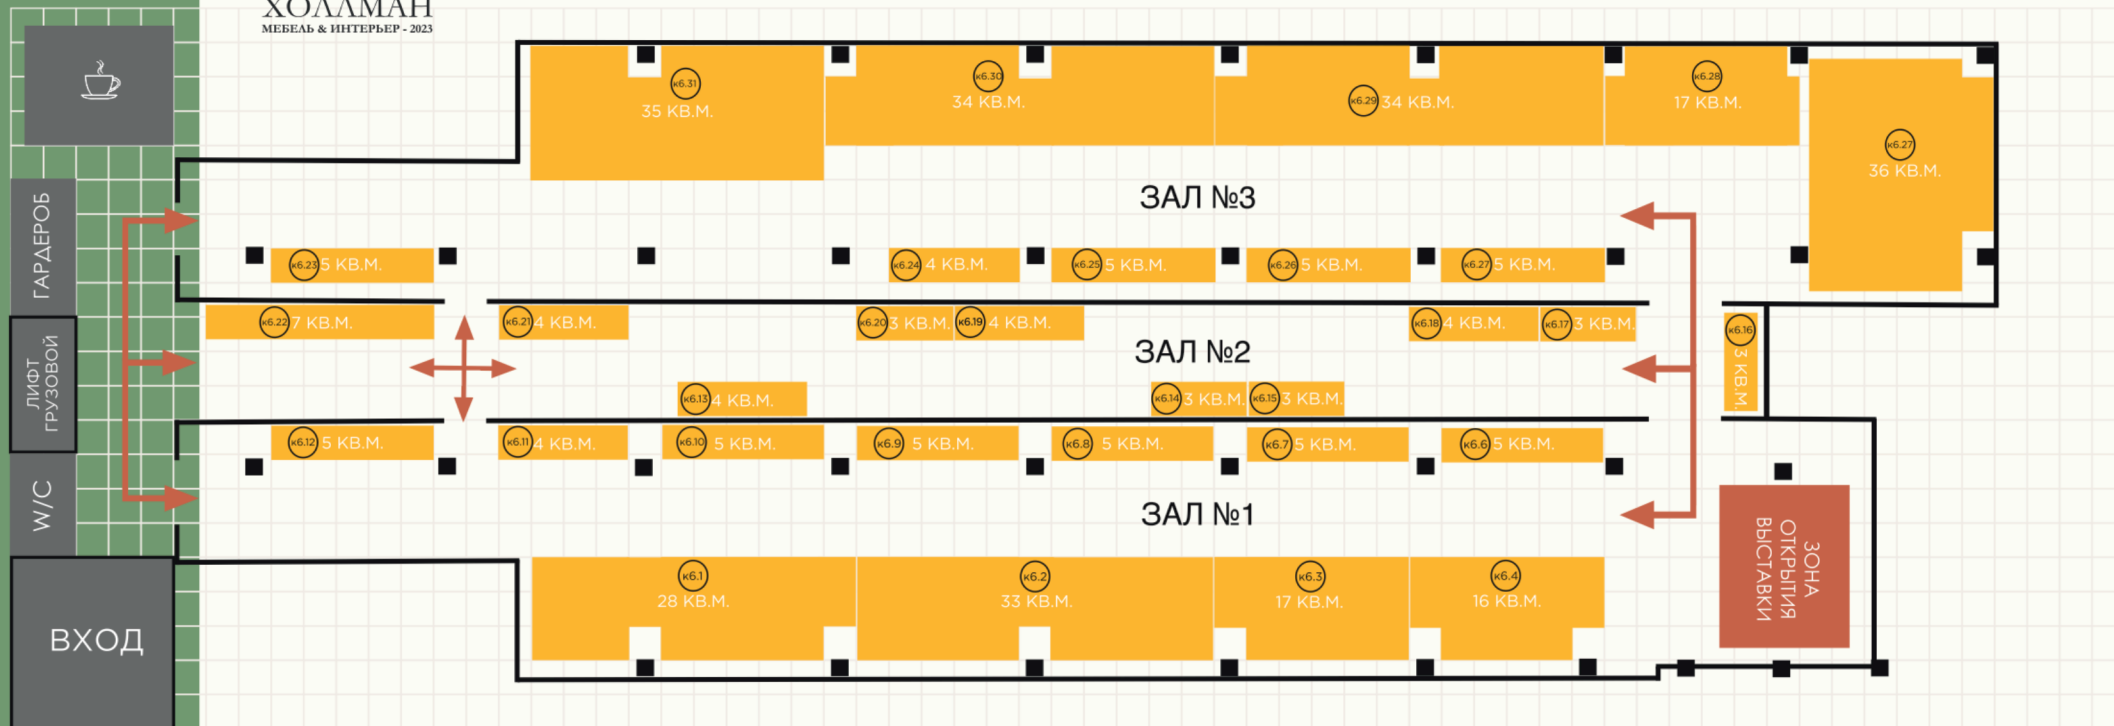 ХОЛЛМАН
МЕБЕЛЬ & ИНТЕРЬЕР - 2023
к6.31
35 КВ.М.
к6.30
34 КВ.М.
к6.29 34 КВ.М.
к6.28
17 КВ.М.
к6.27
36 КВ.М.
ЗАЛ №3
ГАРДЕРОБ
к6.23 5 КВ.М.
к6.24 4 КВ.М.
к6.25 5 КВ.М.
к6.26 5 КВ.М.
к6.27 5 КВ.М.
к6.22 7 КВ.М.
к6.21 4 КВ.М.
к6.20 3 КВ.М.
к6.19 4 КВ.М.
к6.18 4 КВ.М.
к6.17 3 КВ.М.
к6.16
3 КВ.М.
ЗАЛ №2
ЛИФТ
ГРУЗОВОЙ
к6.13 4 КВ.М.
к6.14 3 КВ.М.
к6.15 3 КВ.М.
к6.12 5 КВ.М.
к6.11 4 КВ.М.
к6.10 5 КВ.М.
к6.9 5 КВ.М.
к6.8 5 КВ.М.
к6.7 5 КВ.М.
к6.6 5 КВ.М.
W/C
ЗАЛ №1
ЗОНА
ОТКРЫТИЯ
ВЫСТАВКИ
к6.1
28 КВ.М.
к6.2
33 КВ.М.
к6.3
17 КВ.М.
к6.4
16 КВ.М.
ВХОД